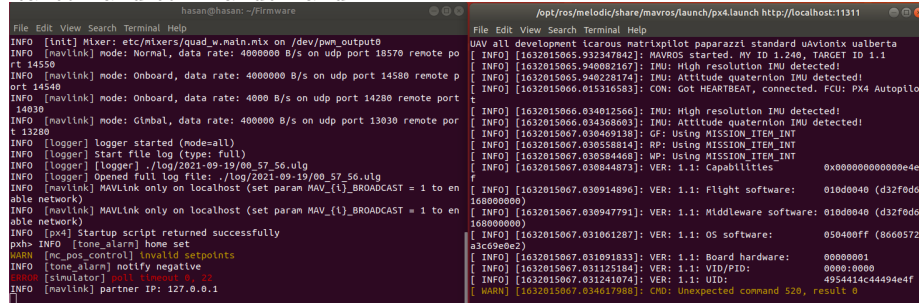 hasan@hasan: ~/Firmware
File Edit View Search Terminal Help
INFO [init] Mixer: etc/mixers/quad_w.main.mix on /dev/pwm_output0
INFO [mavlink] mode: Normal, data rate: 4000000 B/s on udp port 18570 remote po
rt 14550
INFO [mavlink] mode: Onboard, data rate: 4000000 B/s on udp port 14580 remote p
ort 14540
INFO [mavlink] mode: Onboard, data rate: 4000 B/s on udp port 14280 remote port
14030
INFO [mavlink] mode: Gimbal, data rate: 400000 B/s on udp port 13030 remote por
t 13280
INFO [logger] logger started (mode=all)
INFO [logger] Start file log (type: full)
INFO [logger] [logger] ./log/2021-09-19/00_57_56.ulg
INFO [logger] Opened full log file: ./log/2021-09-19/00_57_56.ulg
INFO [mavlink] MAVLink only on localhost (set param MAV_{i}_BROADCAST = 1 to en
able network)
INFO [mavlink] MAVLink only on localhost (set param MAV_{i}_BROADCAST = 1 to en
able network)
INFO [px4] Startup script returned successfully
pxh> INFO [tone_alarm] home set
WARN [mc_pos_control] invalid setpoints
INFO [tone_alarm] notify negative
ERROR [simulator] poll timeout 0, 22
INFO [mavlink] partner IP: 127.0.0.1
/opt/ros/melodic/share/mavros/launch/px4.launch http://localhost:11311
File Edit View Search Terminal Help
UAV all development icarous matrixpilot paparazzi standard uAvionix ualberta
[ INFO] [1632015065.932347842]: MAVROS started. MY ID 1.240, TARGET ID 1.1
[ INFO] [1632015065.940082167]: IMU: High resolution IMU detected!
[ INFO] [1632015065.940228174]: IMU: Attitude quaternion IMU detected!
[ INFO] [1632015066.015316583]: CON: Got HEARTBEAT, connected. FCU: PX4 Autopilo
t
[ INFO] [1632015066.034012566]: IMU: High resolution IMU detected!
[ INFO] [1632015066.034368603]: IMU: Attitude quaternion IMU detected!
[ INFO] [1632015067.030469138]: GF: Using MISSION_ITEM_INT
[ INFO] [1632015067.030558814]: RP: Using MISSION_ITEM_INT
[ INFO] [1632015067.030584468]: WP: Using MISSION_ITEM_INT
[ INFO] [1632015067.030844873]: VER: 1.1: Capabilities 0x000000000000e4e
f
[ INFO] [1632015067.030914896]: VER: 1.1: Flight software: 010d0040 (d32f0d6
168000000)
[ INFO] [1632015067.030947791]: VER: 1.1: Middleware software: 010d0040 (d32f0d6
168000000)
[ INFO] [1632015067.031061287]: VER: 1.1: OS software: 050400ff (8660572
a3c69e0e2)
[ INFO] [1632015067.031091833]: VER: 1.1: Board hardware: 00000001
[ INFO] [1632015067.031125184]: VER: 1.1: VID/PID: 0000:0000
[ INFO] [1632015067.031241074]: VER: 1.1: UID: 4954414c44494e4f
[ WARN] [1632015067.034617988]: CMD: Unexpected command 520, result 0